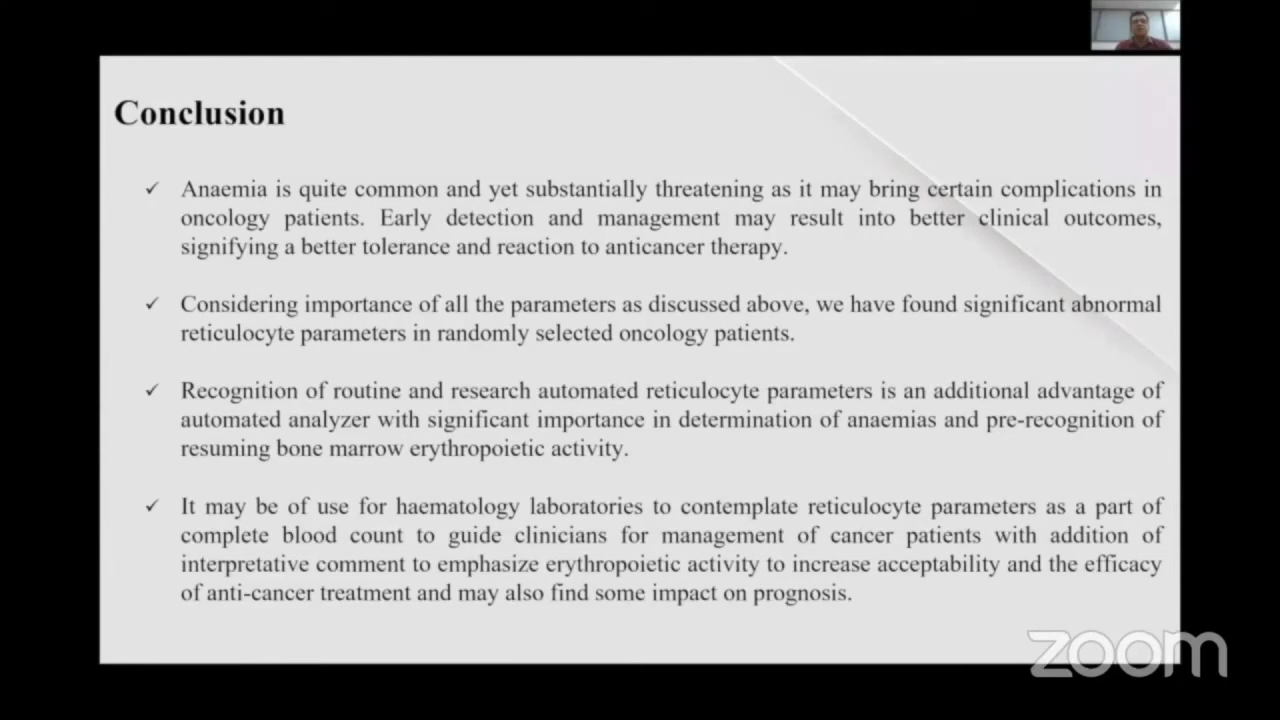 Conclusion
✓ Anaemia is quite common and yet substantially threatening as it may bring certain complications in
oncology patients. Early detection and management may result into better clinical outcomes,
signifying a better tolerance and reaction to anticancer therapy.
✓ Considering importance of all the parameters as discussed above, we have found significant abnormal
reticulocyte parameters in randomly selected oncology patients.
✓ Recognition of routine and research automated reticulocyte parameters is an additional advantage of
automated analyzer with significant importance in determination of anaemias and pre-recognition of
resuming bone marrow erythropoietic activity.
✓ It may be of use for haematology laboratories to contemplate reticulocyte parameters as a part of
complete blood count to guide clinicians for management of cancer patients with addition of
interpretative comment to emphasize erythropoietic activity to increase acceptability and the efficacy
of anti-cancer treatment and may also find some impact on prognosis.
zoom